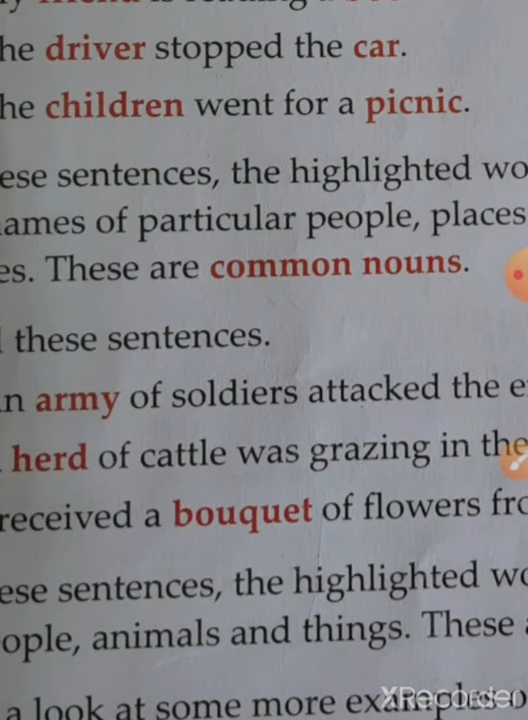 he driver stopped the car.
he children went for a picnic.
ese sentences, the highlighted wo
ames of particular people, places
es. These are common nouns.
these sentences.
n army of soldiers attacked the e
herd of cattle was grazing in the
received a bouquet of flowers fro
ese sentences, the highlighted wo
ople, animals and things. These a
a look at some more examples o
XRecorder